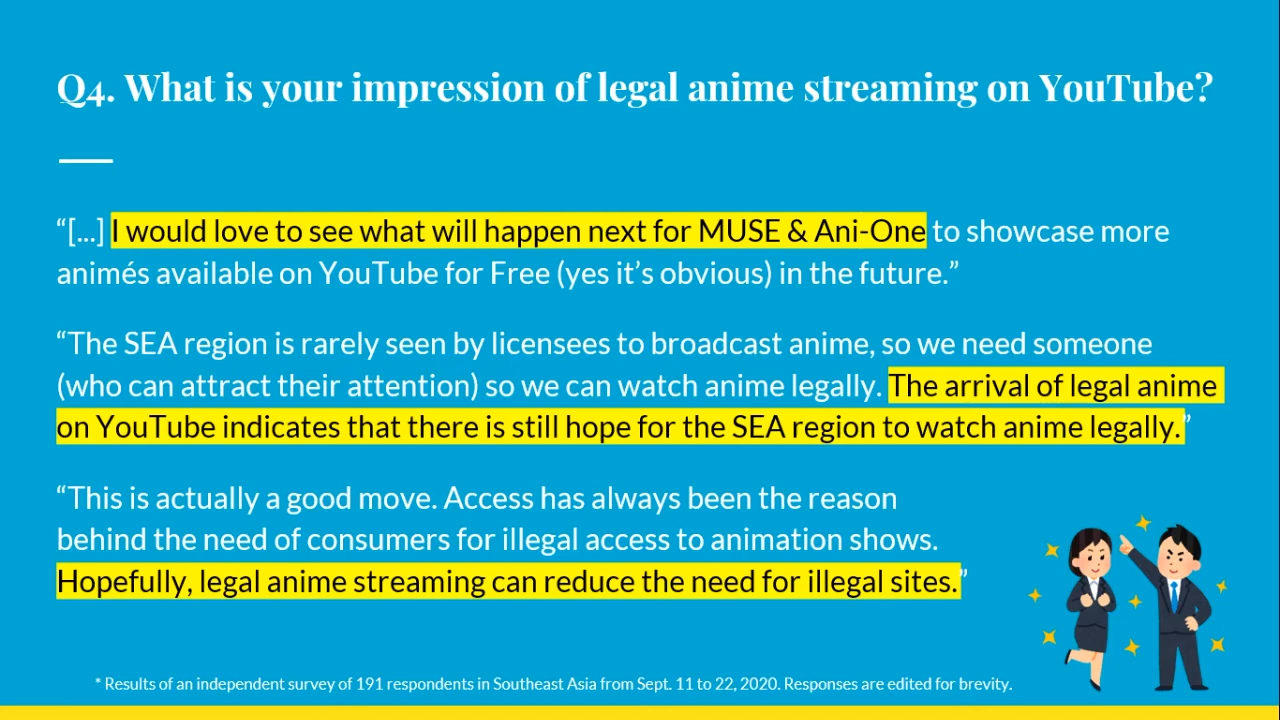 Q4. What is your impression of legal anime streaming on YouTube?
“[...] I would love to see what will happen next for MUSE & Ani-One to showcase more
animés available on YouTube for Free (yes it’s obvious) in the future.”
“The SEA region is rarely seen by licensees to broadcast anime, so we need someone
(who can attract their attention) so we can watch anime legally. The arrival of legal anime
on YouTube indicates that there is still hope for the SEA region to watch anime legally.”
“This is actually a good move. Access has always been the reason
behind the need of consumers for illegal access to animation shows.
Hopefully, legal anime streaming can reduce the need for illegal sites.”
* Results of an independent survey of 191 respondents in Southeast Asia from Sept. 11 to 22, 2020. Responses are edited for brevity.